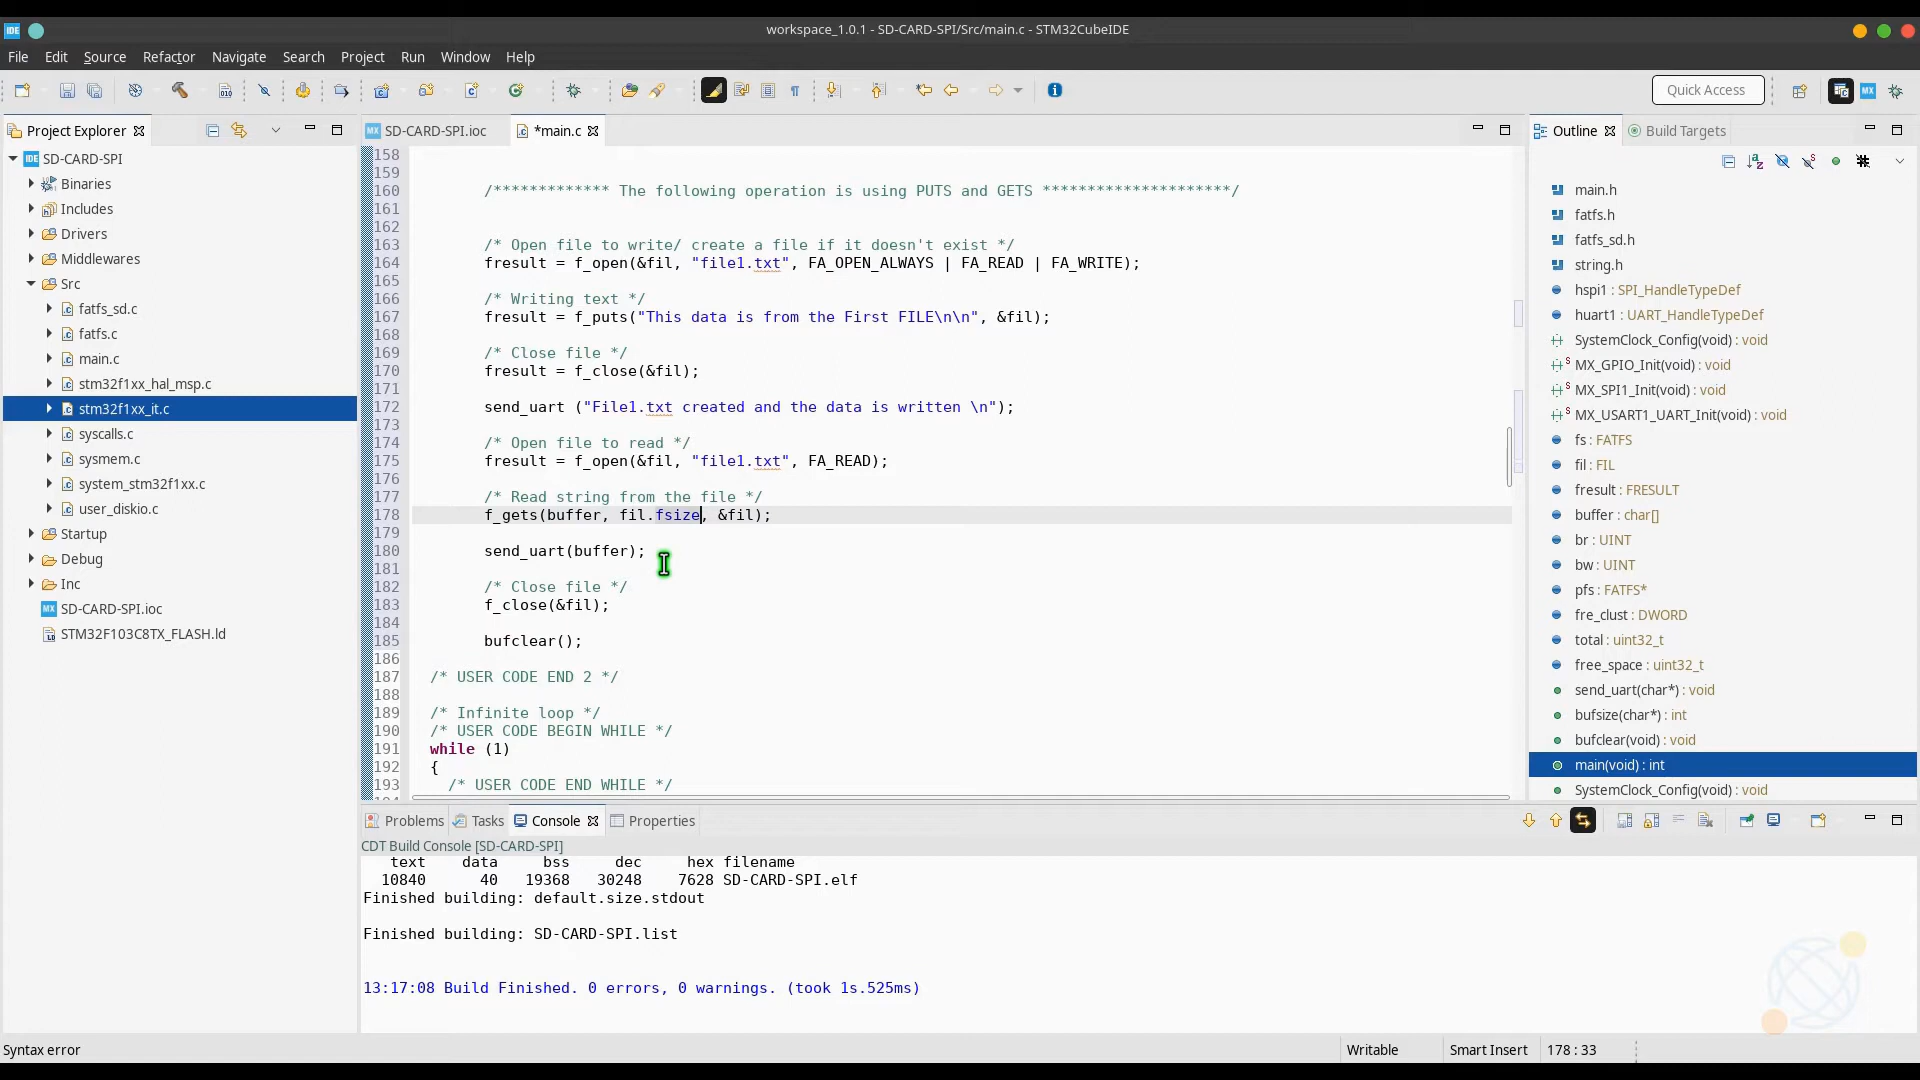 IDE
workspace_1.0.1 - SD-CARD-SPI/Src/main.c - STM32CubeIDE
File Edit Source Refactor Navigate Search Project Run Window Help
Quick Access
MX
Project Explorer
SD-CARD-SPI
Binaries
Includes
Drivers
Middlewares
Src
fatfs_sd.c
fatfs.c
main.c
stm32f1xx_hal_msp.c
stm32f1xx_it.c
syscalls.c
sysmem.c
system_stm32f1xx.c
user_diskio.c
Startup
Debug
Inc
SD-CARD-SPI.ioc
STM32F103C8TX_FLASH.ld
SD-CARD-SPI.ioc *main.c
158
159
160 /************* The following operation is using PUTS and GETS *********************/
161
162
163 /* Open file to write/ create a file if it doesn't exist */
164 fresult = f_open(&fil, "file1.txt", FA_OPEN_ALWAYS | FA_READ | FA_WRITE);
165
166 /* Writing text */
167 fresult = f_puts("This data is from the First FILE\n\n", &fil);
168
169 /* Close file */
170 fresult = f_close(&fil);
171
172 send_uart ("File1.txt created and the data is written \n");
173
174 /* Open file to read */
175 fresult = f_open(&fil, "file1.txt", FA_READ);
176
177 /* Read string from the file */
178 f_gets(buffer, fil.fsize, &fil);
179
180 send_uart(buffer);
181
182 /* Close file */
183 f_close(&fil);
184
185 bufclear();
186
187 /* USER CODE END 2 */
188
189 /* Infinite loop */
190 /* USER CODE BEGIN WHILE */
191 while (1)
192 {
193 /* USER CODE END WHILE */
Outline Build Targets
main.h
fatfs.h
fatfs_sd.h
string.h
hspi1 : SPI_HandleTypeDef
huart1 : UART_HandleTypeDef
SystemClock_Config(void) : void
MX_GPIO_Init(void) : void
MX_SPI1_Init(void) : void
MX_USART1_UART_Init(void) : void
fs : FATFS
fil : FIL
fresult : FRESULT
buffer : char[]
br : UINT
bw : UINT
pfs : FATFS*
fre_clust : DWORD
total : uint32_t
free_space : uint32_t
send_uart(char*) : void
bufsize(char*) : int
bufclear(void) : void
main(void) : int
SystemClock_Config(void) : void
Problems Tasks Console Properties
CDT Build Console [SD-CARD-SPI]
text data bss dec hex filename
10840 40 19368 30248 7628 SD-CARD-SPI.elf
Finished building: default.size.stdout
Finished building: SD-CARD-SPI.list
13:17:08 Build Finished. 0 errors, 0 warnings. (took 1s.525ms)
Syntax error Writable Smart Insert 178 : 33